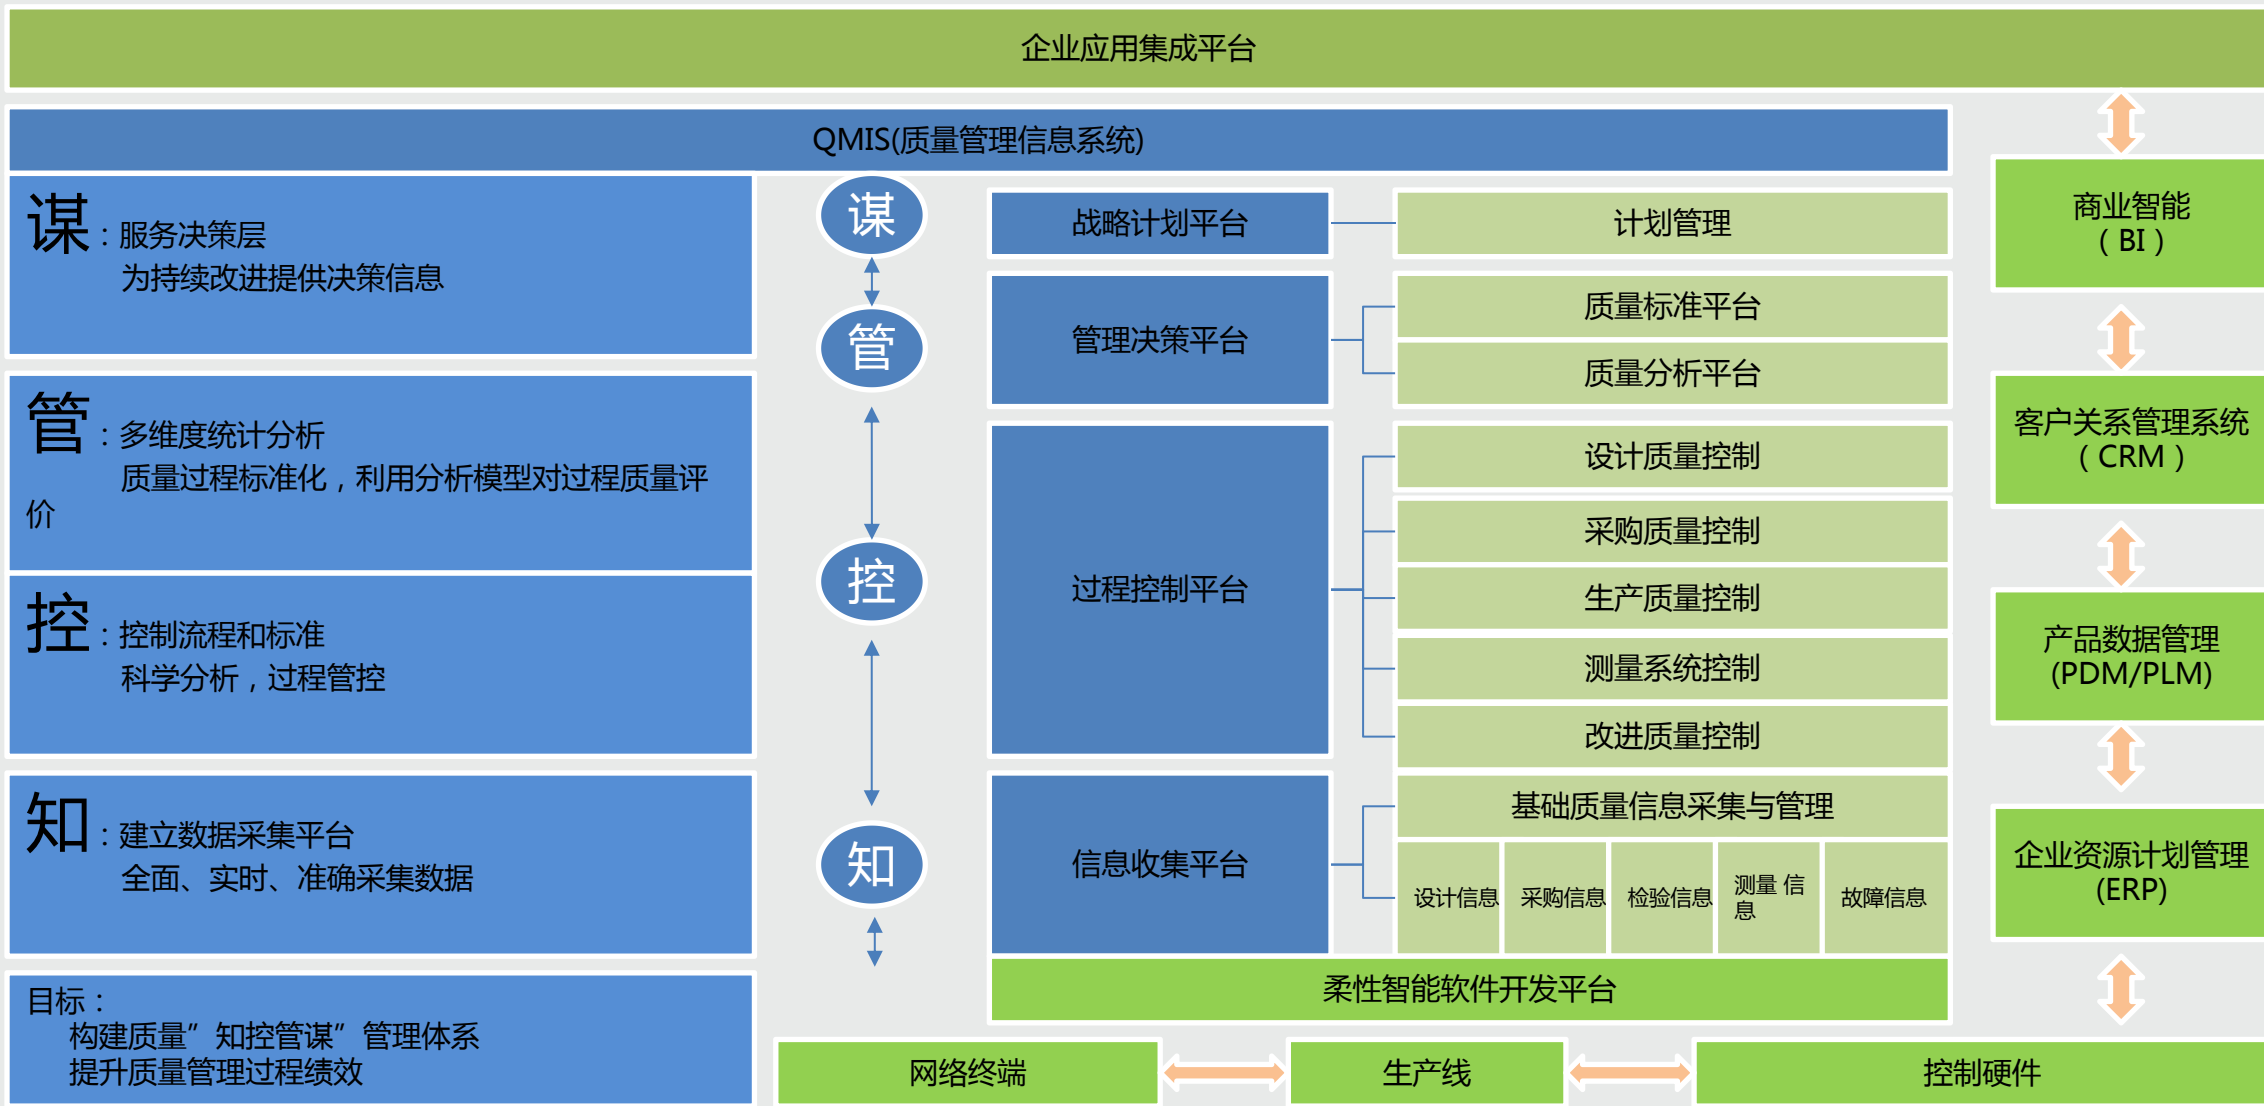 企业应用集成平台
QMIS(质量管理信息系统)
谋：服务决策层
为持续改进提供决策信息
管：多维度统计分析
质量过程标准化，利用分析模型对过程质量评
价
控：控制流程和标准
科学分析，过程管控
知：建立数据采集平台
全面、实时、准确采集数据
目标：
构建质量”知控管谋”管理体系
提升质量管理过程绩效
谋
管
控
知
战略计划平台
计划管理
管理决策平台
质量标准平台
质量分析平台
过程控制平台
设计质量控制
采购质量控制
生产质量控制
测量系统控制
改进质量控制
信息收集平台
基础质量信息采集与管理
设计信息
采购信息
检验信息
测量 信
息
故障信息
柔性智能软件开发平台
商业智能
（BI）
客户关系管理系统
（CRM）
产品数据管理
(PDM/PLM)
企业资源计划管理
(ERP)
网络终端
生产线
控制硬件